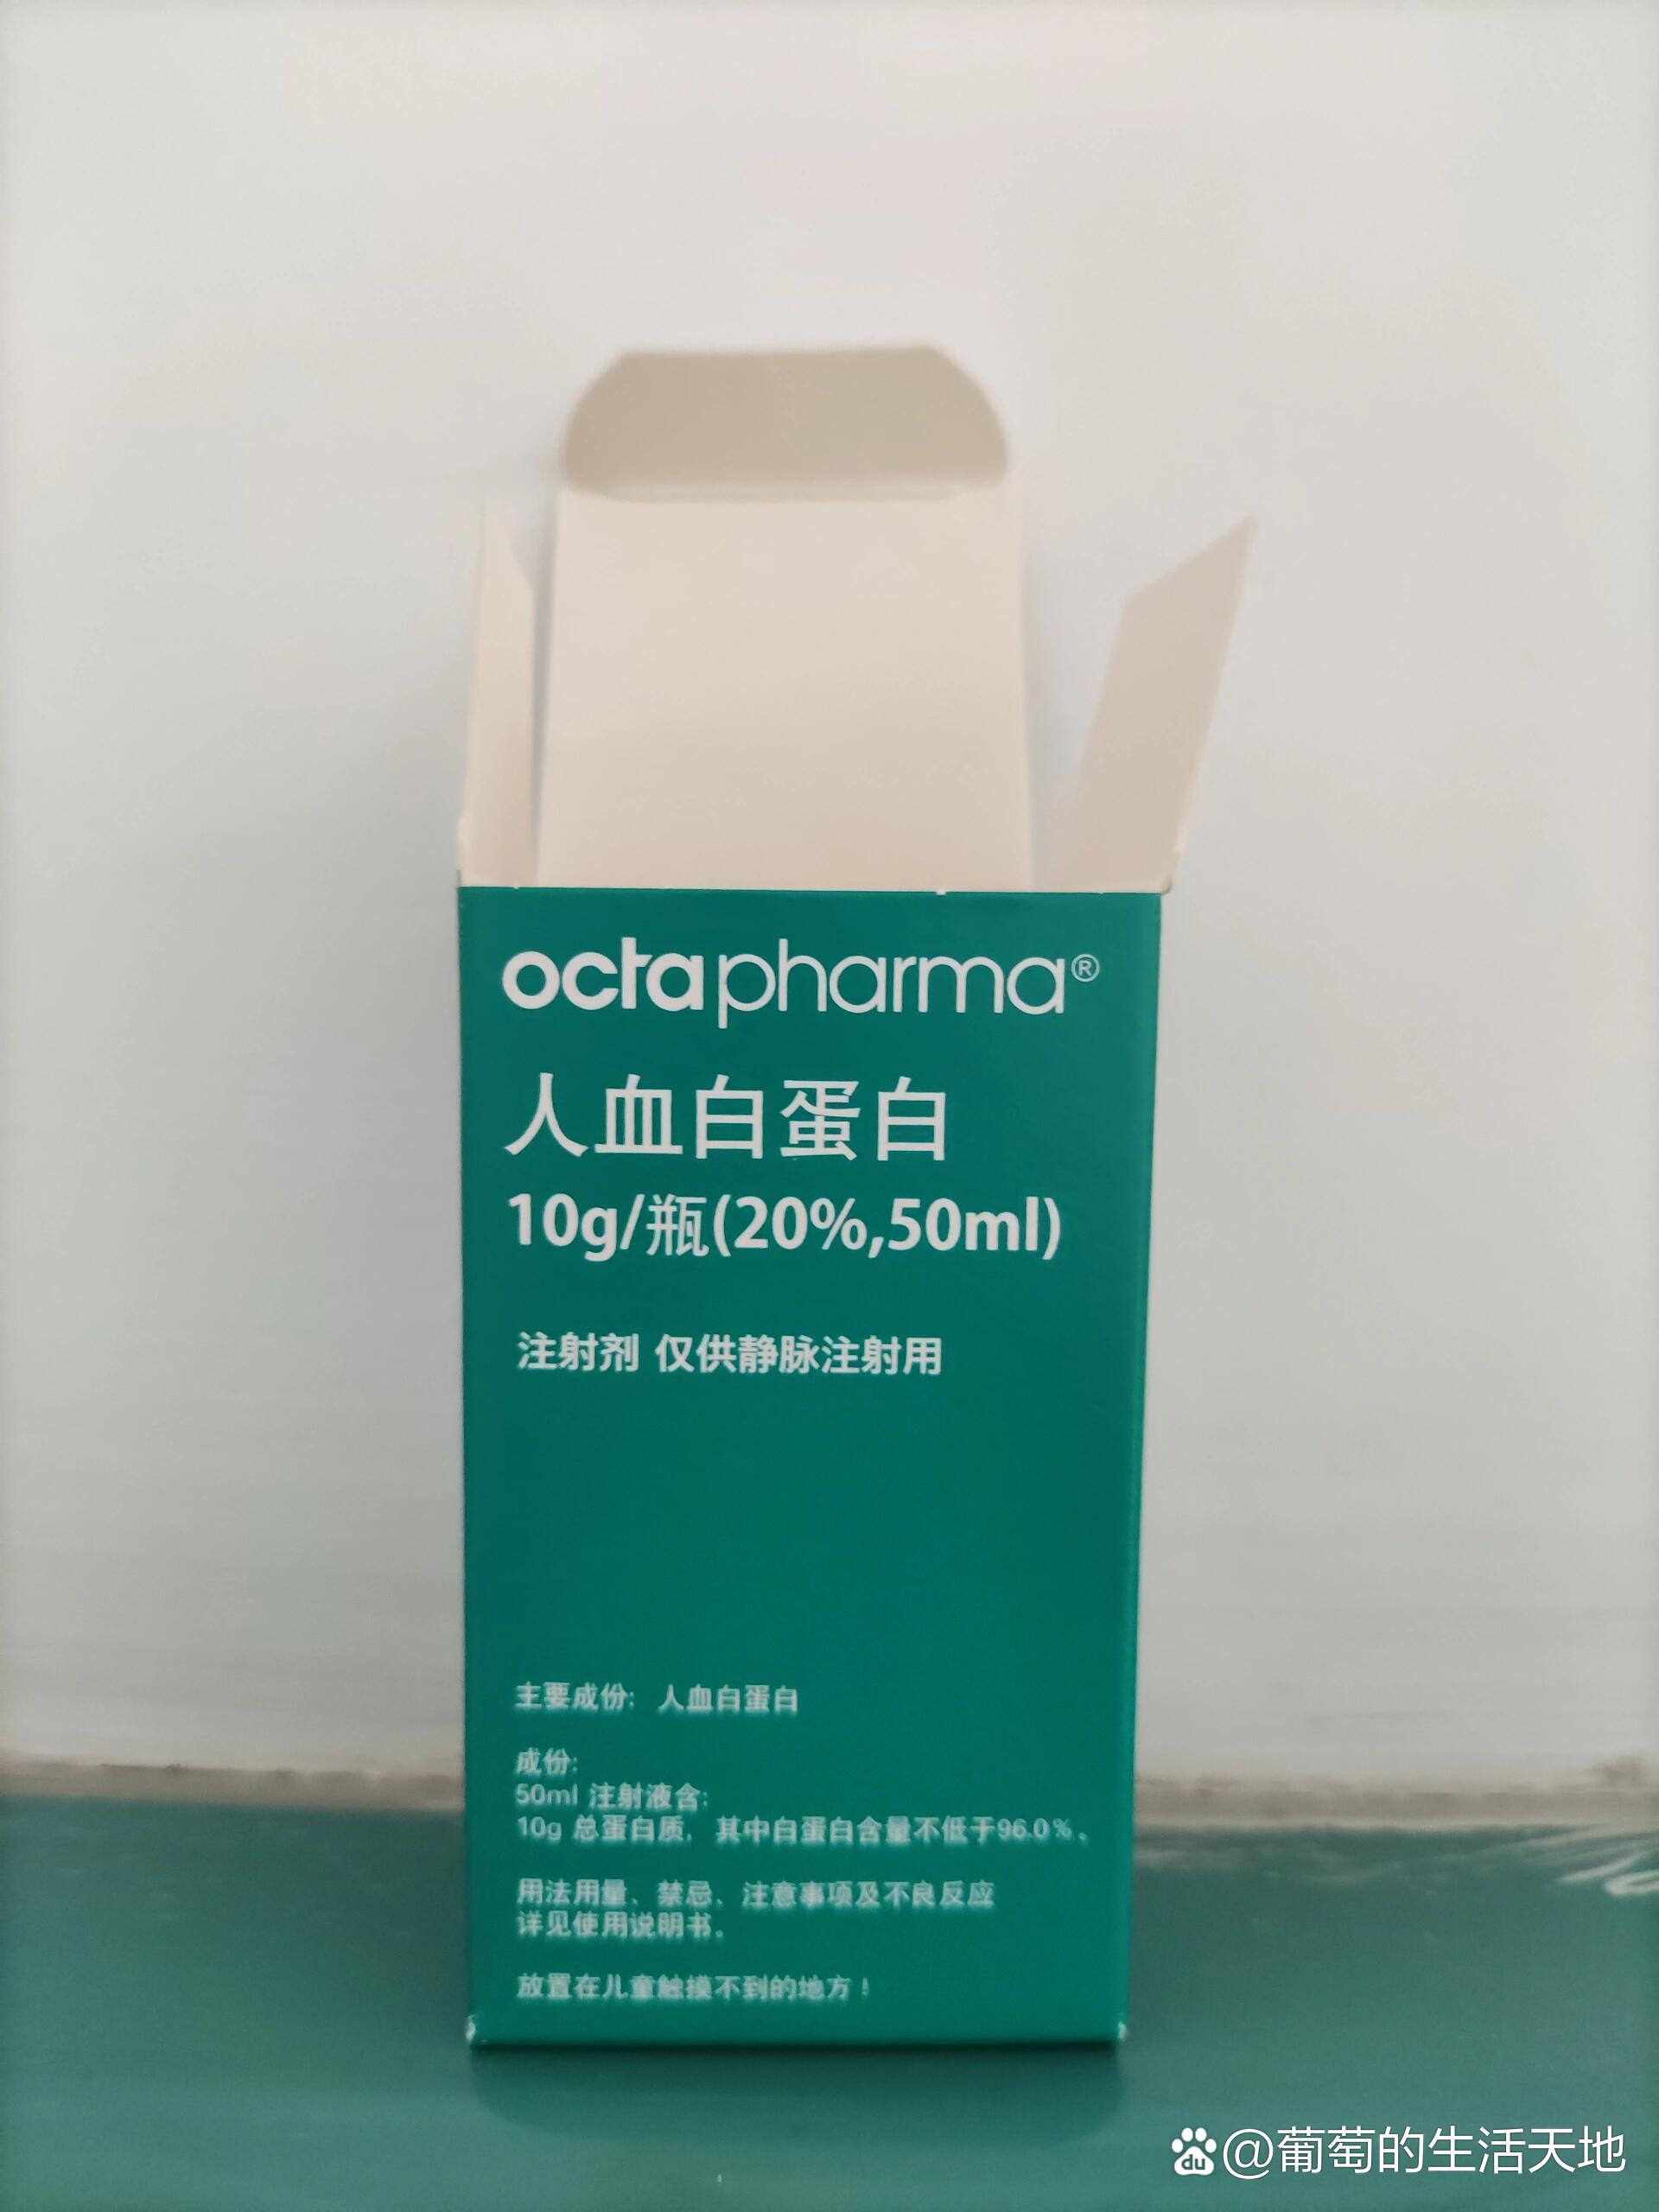 octapharma®
人血白蛋白
10g/瓶(20%,50ml)
注射剂 仅供静脉注射用
主要成份: 人血白蛋白
成份:
50ml 注射液含:
10g 总蛋白质, 其中白蛋白含量不低于96.0%。
用法用量、禁忌、注意事项及不良反应
详见使用说明书。
放置在儿童触摸不到的地方!
du @葡萄的生活天地